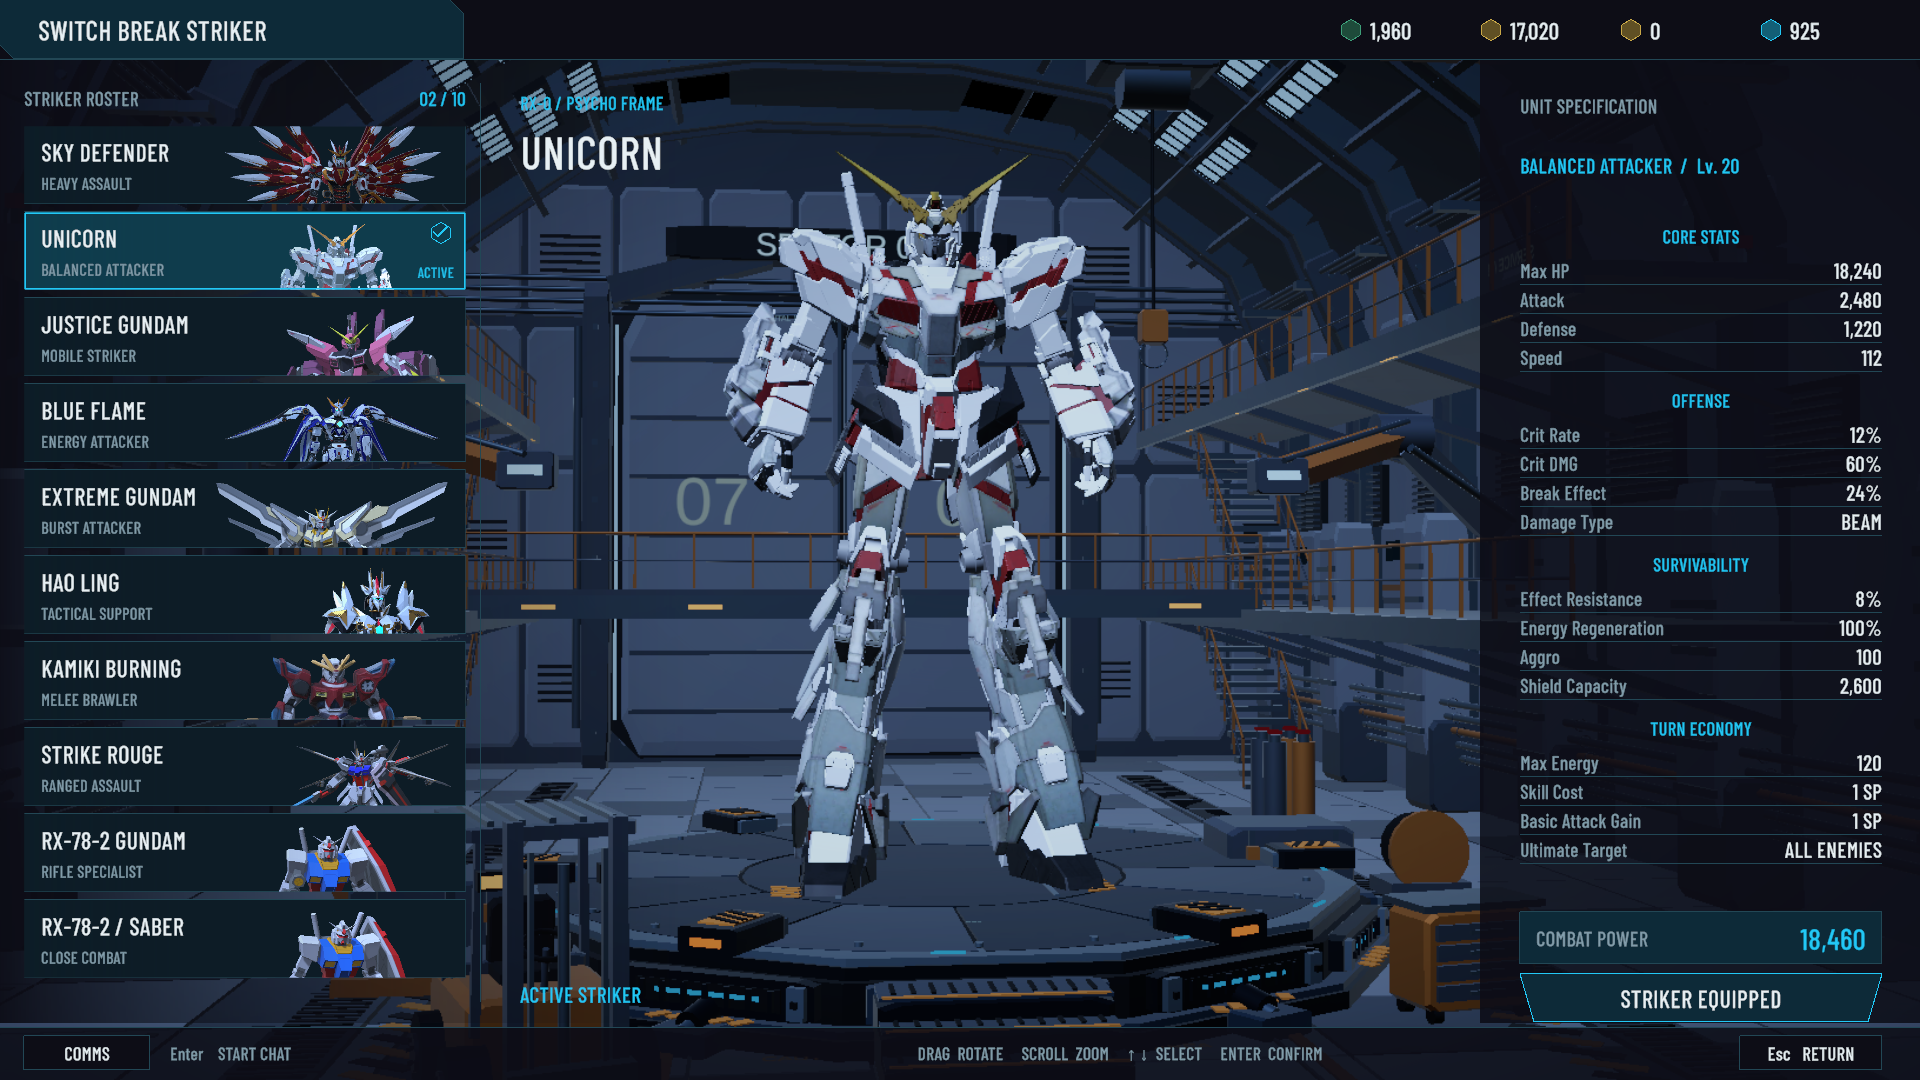 SWITCH BREAK STRIKER
1,960
17,020
0
925
STRIKER ROSTER
02 / 10
SKY DEFENDER
HEAVY ASSAULT
UNICORN
BALANCED ATTACKER
ACTIVE
JUSTICE GUNDAM
MOBILE STRIKER
BLUE FLAME
ENERGY ATTACKER
EXTREME GUNDAM
BURST ATTACKER
HAO LING
TACTICAL SUPPORT
KAMIKI BURNING
MELEE BRAWLER
STRIKE ROUGE
RANGED ASSAULT
RX-78-2 GUNDAM
RIFLE SPECIALIST
RX-78-2 / SABER
CLOSE COMBAT
RX-0 / PSYCHO FRAME
UNICORN
07
ACTIVE STRIKER
UNIT SPECIFICATION
BALANCED ATTACKER / Lv. 20
CORE STATS
Max HP 18,240
Attack 2,480
Defense 1,220
Speed 112
OFFENSE
Crit Rate 12%
Crit DMG 60%
Break Effect 24%
Damage Type BEAM
SURVIVABILITY
Effect Resistance 8%
Energy Regeneration 100%
Aggro 100
Shield Capacity 2,600
TURN ECONOMY
Max Energy 120
Skill Cost 1 SP
Basic Attack Gain 1 SP
Ultimate Target ALL ENEMIES
COMBAT POWER 18,460
STRIKER EQUIPPED
COMMS
Enter START CHAT
DRAG ROTATE SCROLL ZOOM ↑↓ SELECT ENTER CONFIRM
Esc RETURN